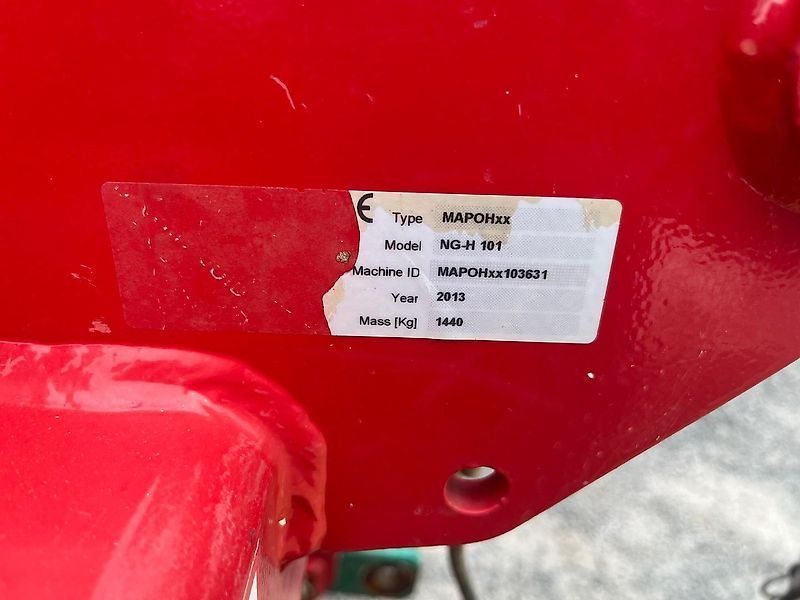 CE Type MAPOHxx
Model NG-H 101
Machine ID MAPOHxx103631
Year 2013
Mass [Kg] 1440